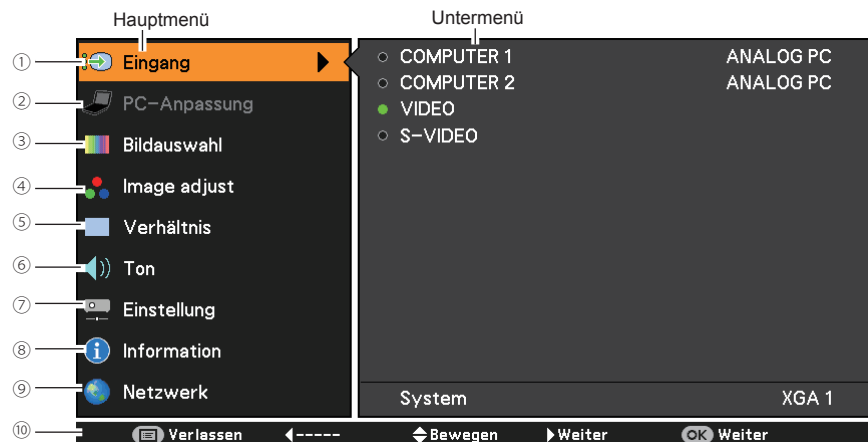 Hauptmenü Untermenü
① Eingang COMPUTER 1 ANALOG PC
COMPUTER 2 ANALOG PC
② PC-Anpassung VIDEO
③ Bildauswahl S-VIDEO
④ Image adjust
⑤ Verhältnis
⑥ Ton
⑦ Einstellung
⑧ Information
⑨ Netzwerk System XGA 1
⑩ Verlassen ◀----- Bewegen Weiter OK Weiter